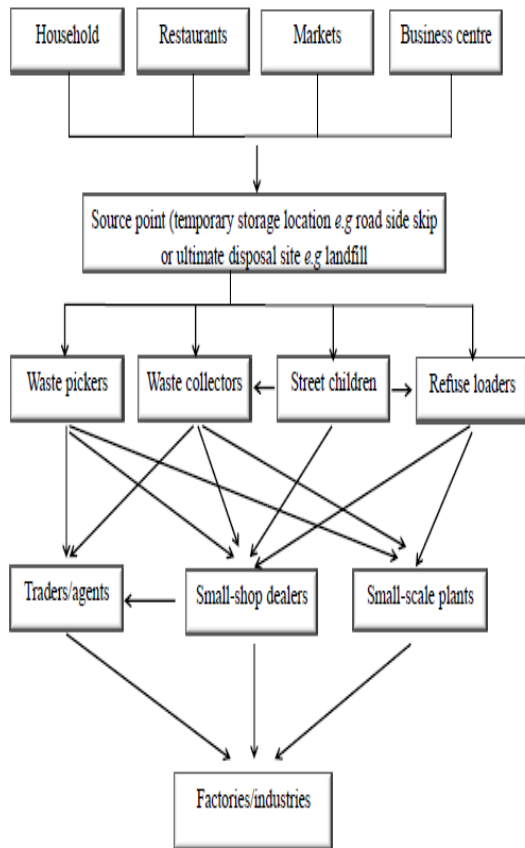 Household
Restaurants
Markets
Business centre
Source point (temporary storage location e.g road side skip
or ultimate disposal site e.g landfill
Waste pickers
Waste collectors
Street children
Refuse loaders
Traders/agents
Small-shop dealers
Small-scale plants
Factories/industries